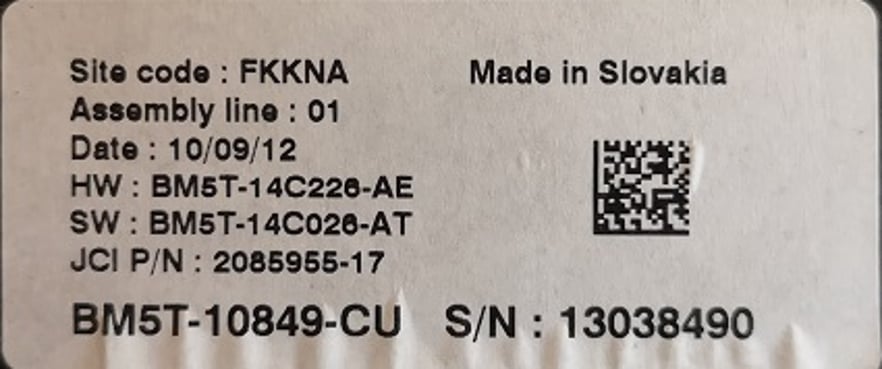 Site code : FKKNA Made in Slovakia
Assembly line : 01
Date : 10/09/12
HW : BM5T-14C226-AE
SW : BM5T-14C026-AT
JCI P/N : 2085955-17
BM5T-10849-CU S/N : 13038490